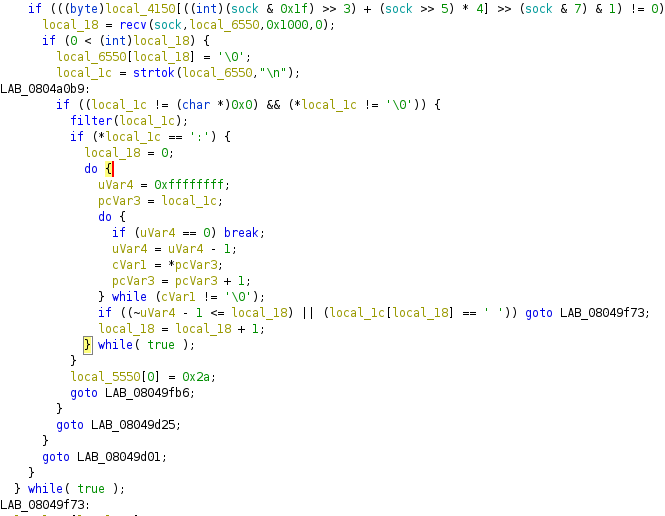 if (((byte)local_4150[((int)(sock & 0x1f) >> 3) + (sock >> 5) * 4] >> (sock & 7) & 1) != 0)
local_18 = recv(sock,local_6550,0x1000,0);
if (0 < (int)local_18) {
local_6550[local_18] = '\0';
local_1c = strtok(local_6550,"\n");
LAB_0804a0b9:
if ((local_1c != (char *)0x0) && (*local_1c != '\0')) {
filter(local_1c);
if (*local_1c == ':') {
local_18 = 0;
do {
uVar4 = 0xffffffff;
pcVar3 = local_1c;
do {
if (uVar4 == 0) break;
uVar4 = uVar4 - 1;
cVar1 = *pcVar3;
pcVar3 = pcVar3 + 1;
} while (cVar1 != '\0');
if ((~uVar4 - 1 <= local_18) || (local_1c[local_18] == ' ')) goto LAB_08049f73;
local_18 = local_18 + 1;
} while( true );
}
local_5550[0] = 0x2a;
goto LAB_08049fb6;
}
goto LAB_08049d25;
}
goto LAB_08049d01;
}
} while( true );
LAB_08049f73: